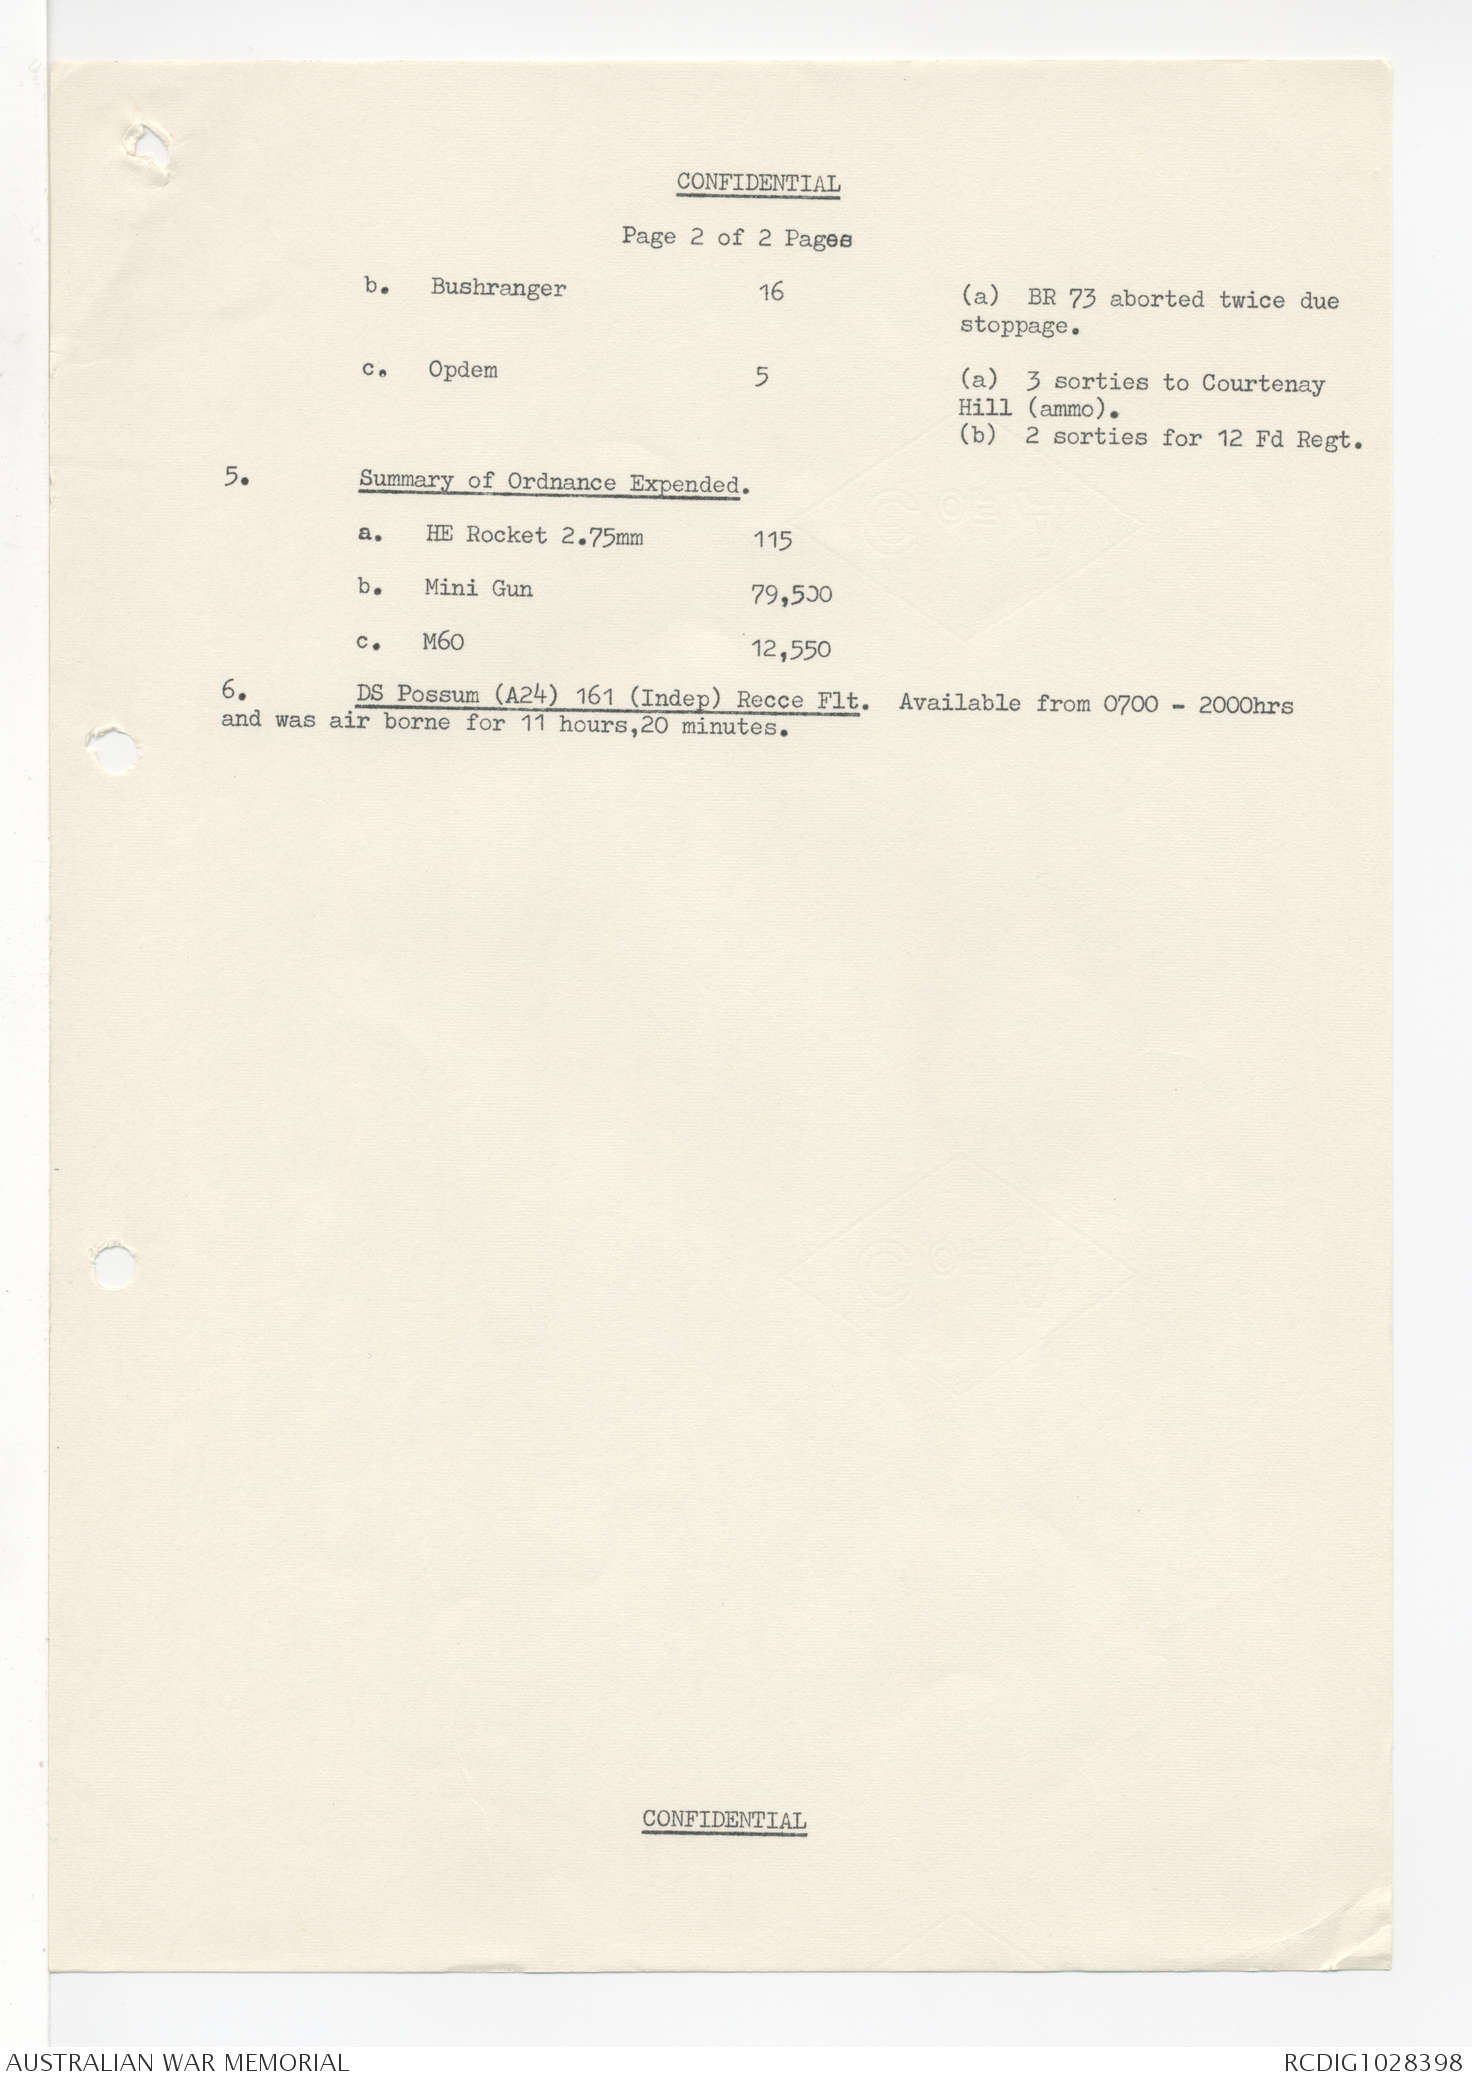 CONFIDENTIAL
Page 2 of 2 Pages
b. Bushranger 16 (a) BR 73 aborted twice due
stoppage.
c. Opdem 5 (a) 3 sorties to Courtenay
Hill (ammo).
(b) 2 sorties for 12 Fd Regt.
5. Summary of Ordnance Expended.
a. HE Rocket 2.75mm 115
b. Mini Gun 79,500
c. M60 12,550
6. DS Possum (A24) 161 (Indep) Recce Flt. Available from 0700 - 2000hrs
and was air borne for 11 hours,20 minutes.
CONFIDENTIAL
AUSTRALIAN WAR MEMORIAL
RCDIG1028398